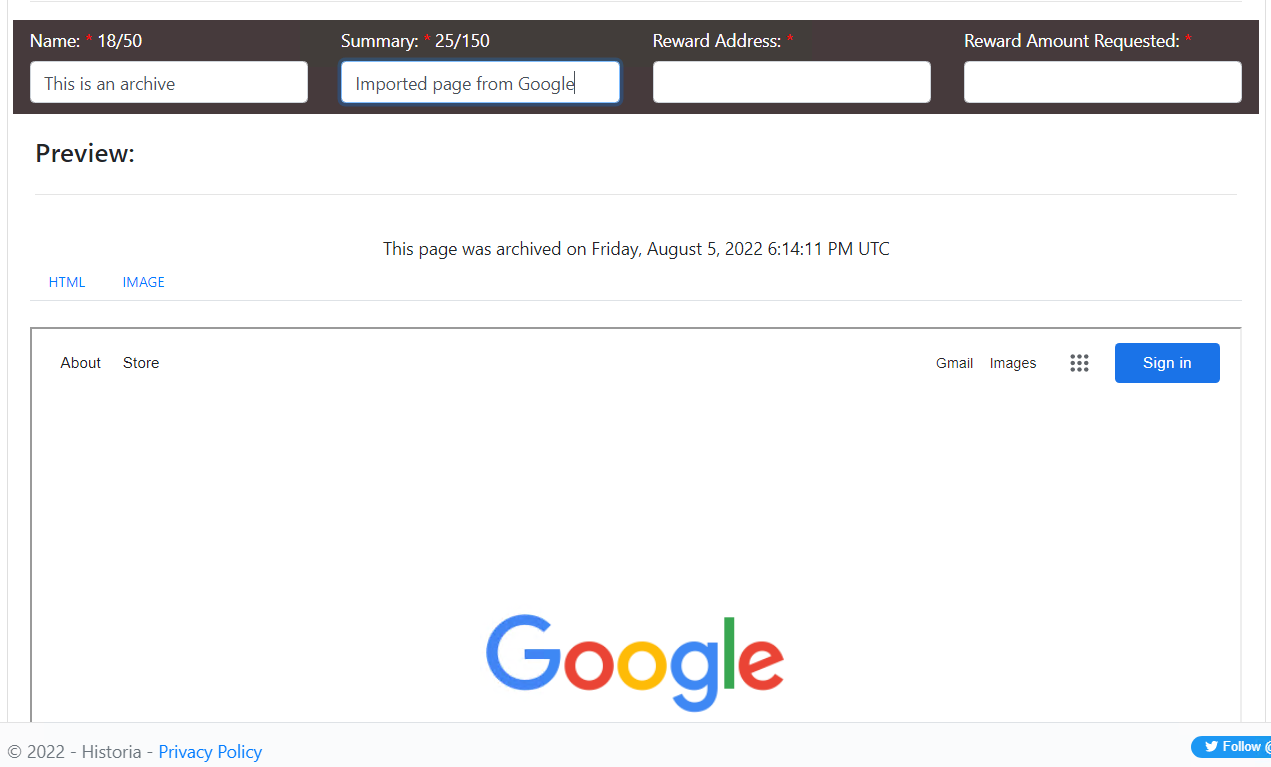 Name: * 18/50 Summary: * 25/150 Reward Address: * Reward Amount Requested: *
This is an archive Imported page from Google
Preview:
This page was archived on Friday, August 5, 2022 6:14:11 PM UTC
HTML IMAGE
About Store Gmail Images Sign in
Google
© 2022 - Historia - Privacy Policy Follow @